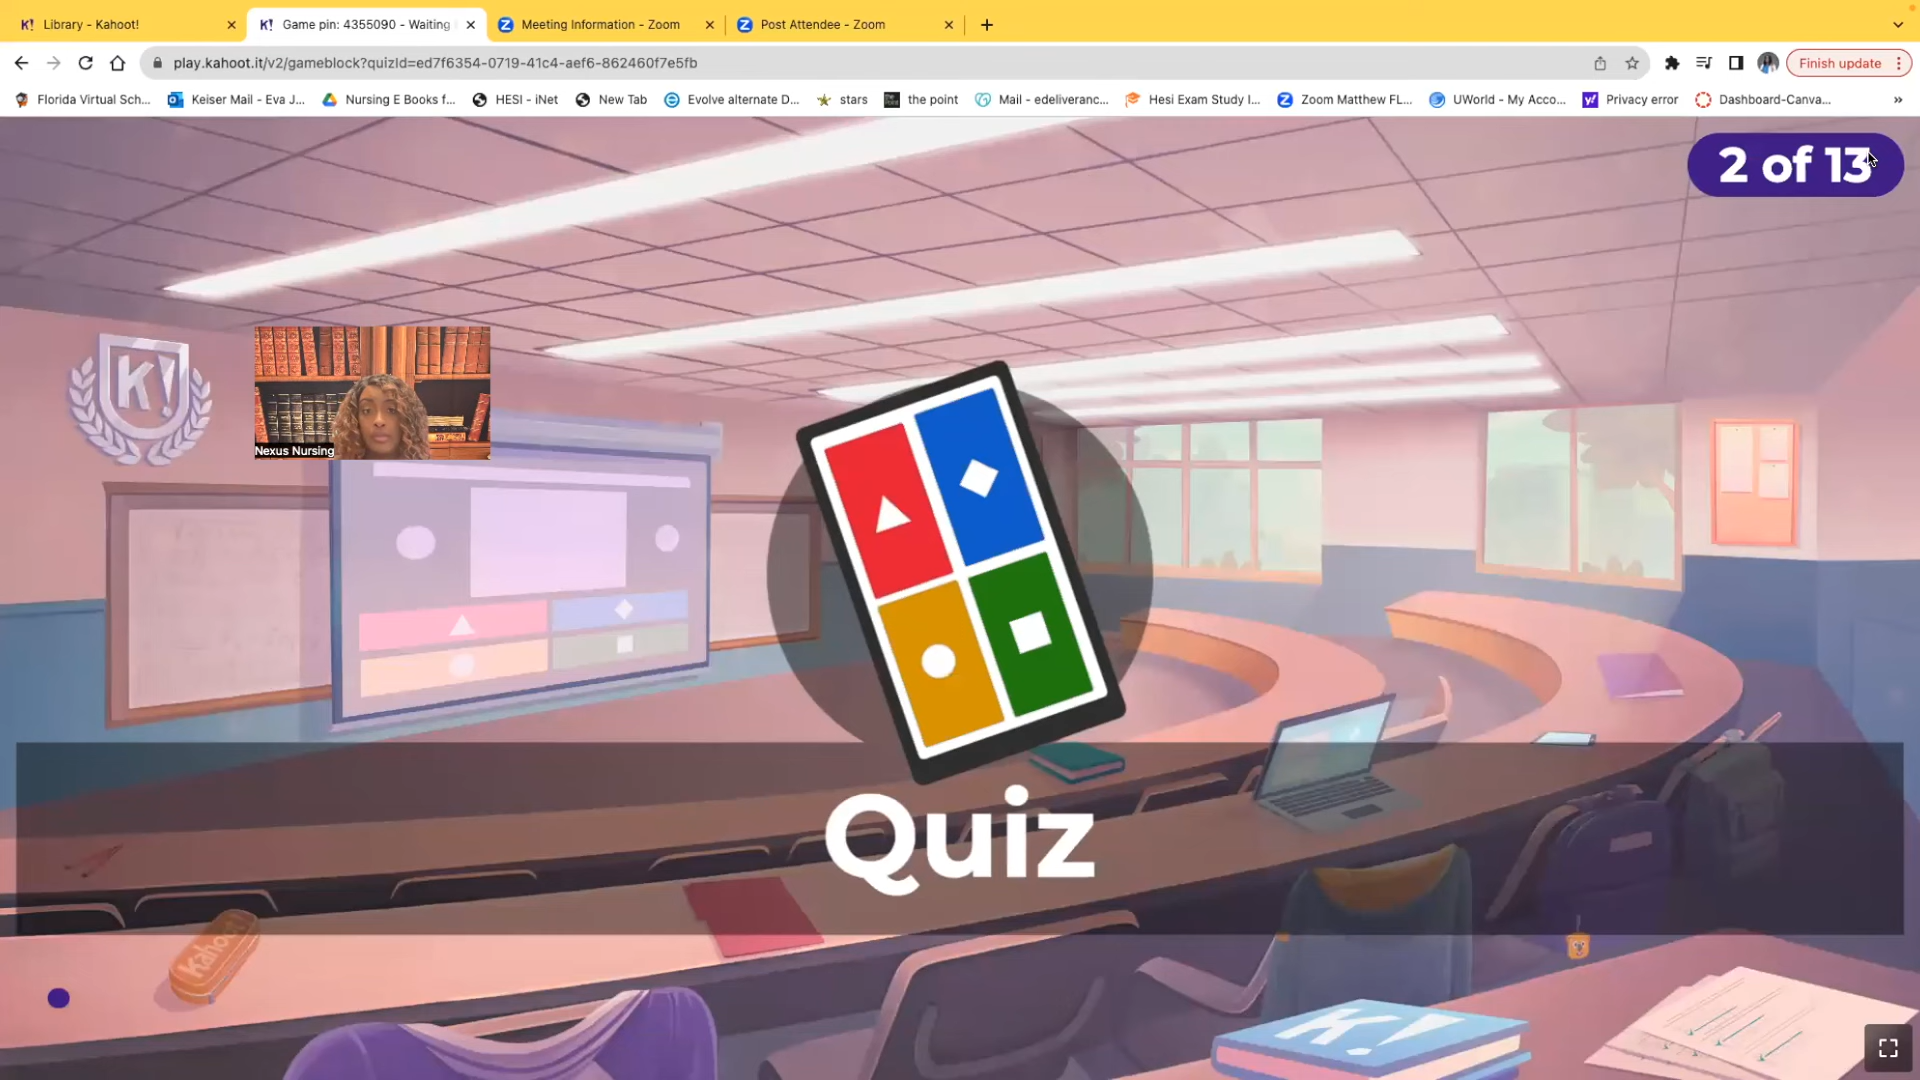 Library - Kahoot!
Game pin: 4355090 - Waiting
Meeting Information - Zoom
Post Attendee - Zoom
play.kahoot.it/v2/gameblock?quizId=ed7f6354-0719-41c4-aef6-862460f7e5fb
Finish update
Florida Virtual Sch...
Keiser Mail - Eva J...
Nursing E Books f...
HESI - iNet
New Tab
Evolve alternate D...
stars
the point
Mail - edeliveranc...
Hesi Exam Study I...
Zoom Matthew FL...
UWorld - My Acco...
Privacy error
Dashboard-Canva...
2 of 13
K!
Nexus Nursing
Quiz
Kahoot!
K!